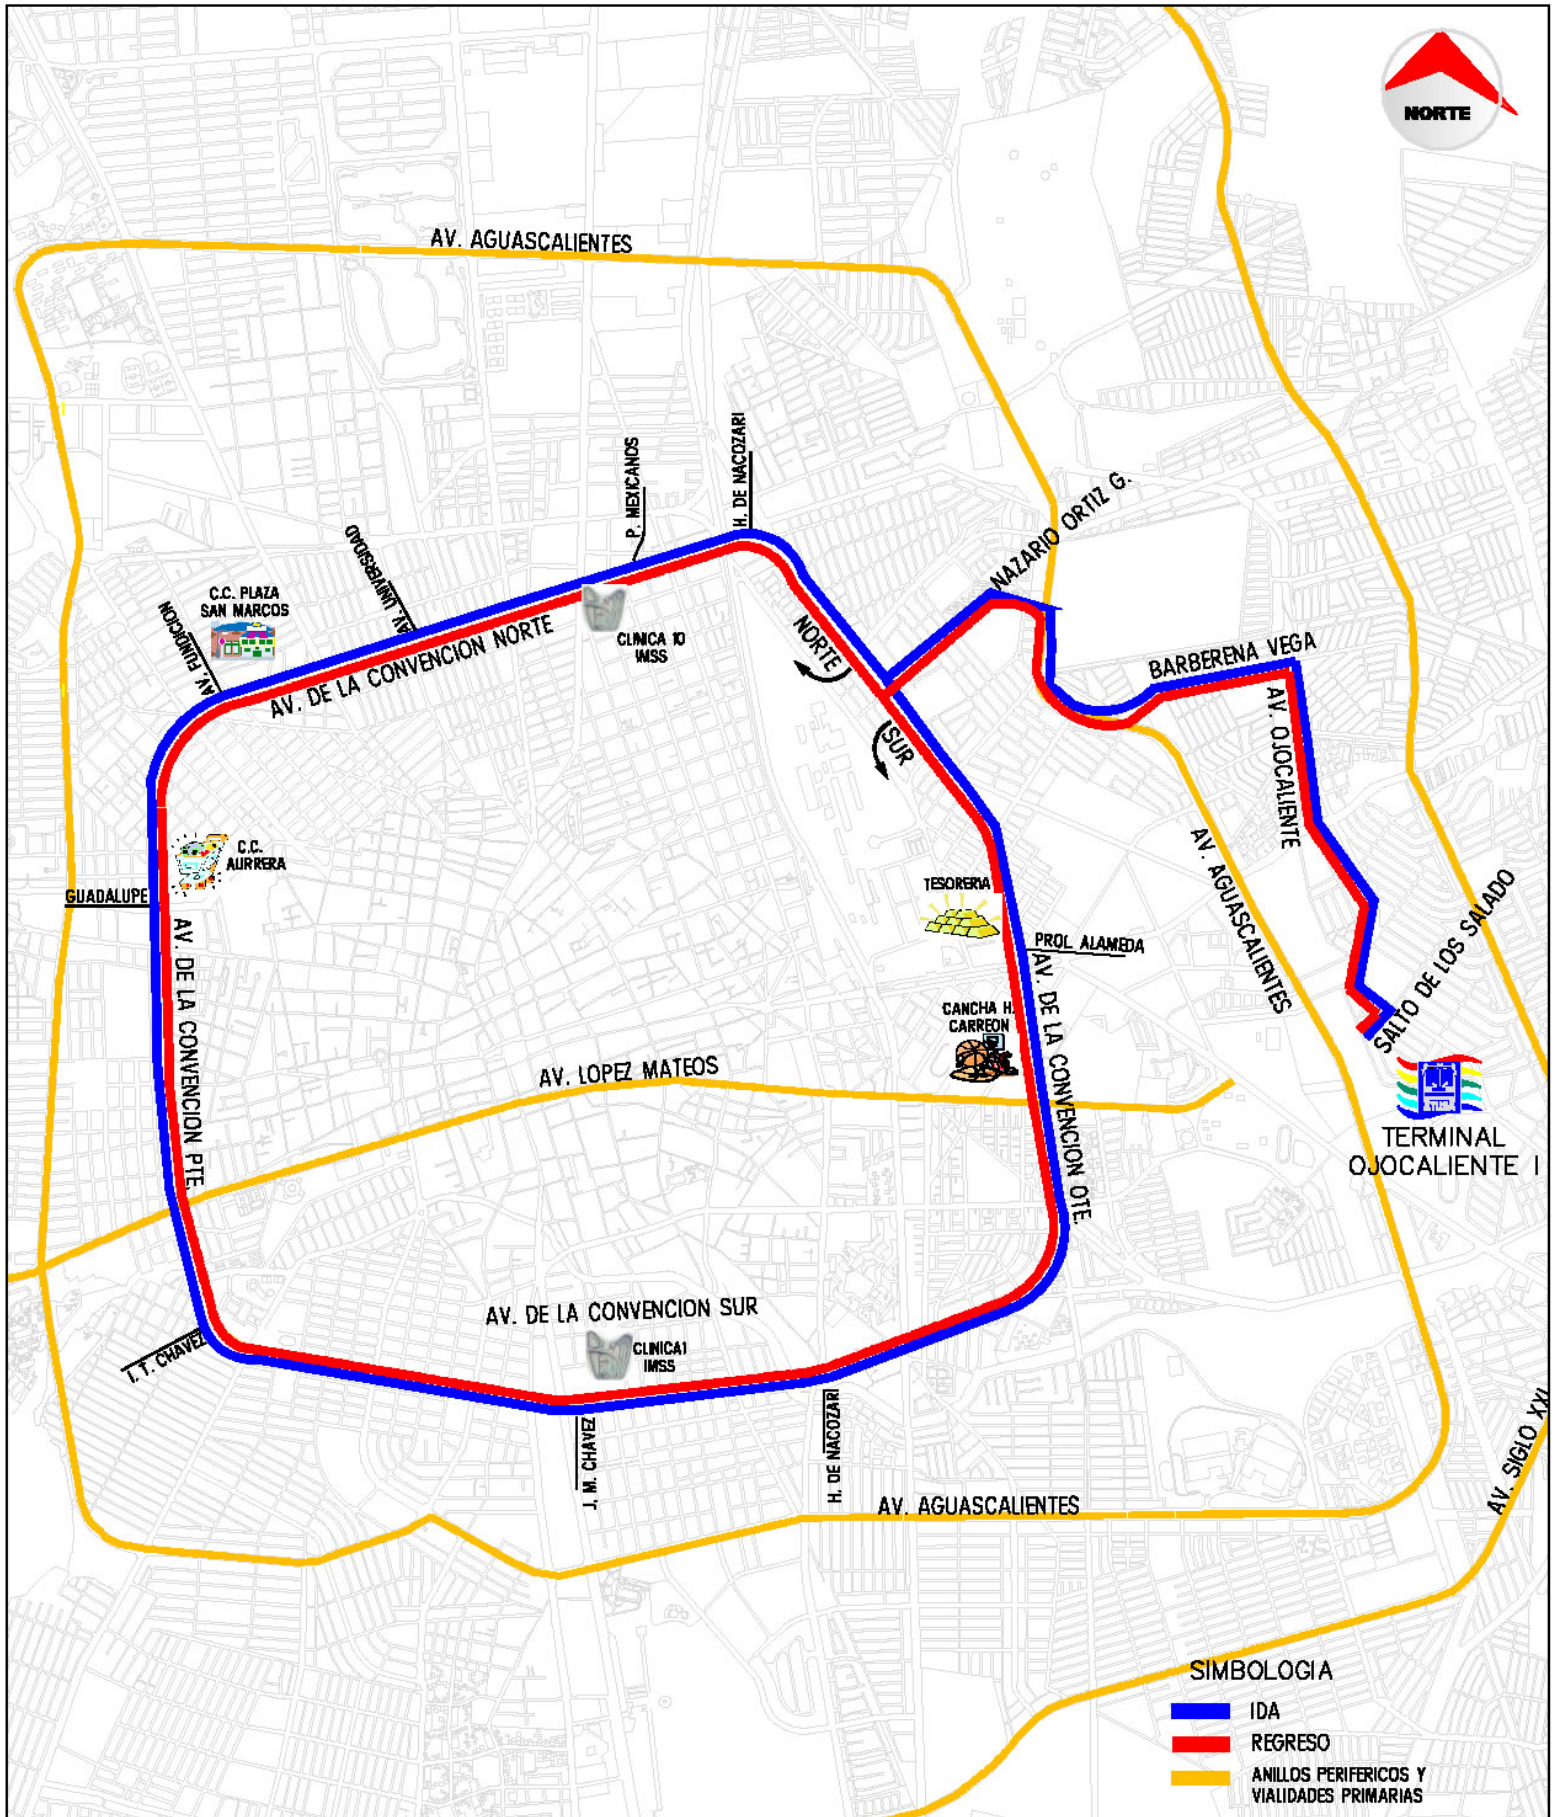 NORTE
AV. AGUASCALIENTES
H. DE NACOZARI
P. MEXICANOS
NAZARIO ORTIZ G.
AV. UNIVERSIDAD
C.C. PLAZA
SAN MARCOS
AV. FUNDICION
CLINICA 10
IMSS
AV. DE LA CONVENCION NORTE
NORTE
BARBERENA VEGA
SUR
AV. OJOCALIENTE
C.C.
AURRERA
GUADALUPE
TESORERIA
AV. AGUASCALIENTES
PROL. ALAMEDA
SALTO DE LOS SALADO
AV. DE LA CONVENCION PTE.
CANCHA H.
CARREON
AV. DE LA CONVENCION OTE.
AV. LOPEZ MATEOS
TERMINAL
OJOCALIENTE I
AV. DE LA CONVENCION SUR
CLINICA 1
IMSS
I. T. CHAVEZ
J. M. CHAVEZ
H. DE NACOZARI
AV. AGUASCALIENTES
AV. SIGLO XXI
SIMBOLOGIA
IDA
REGRESO
ANILLOS PERIFERICOS Y
VIALIDADES PRIMARIAS